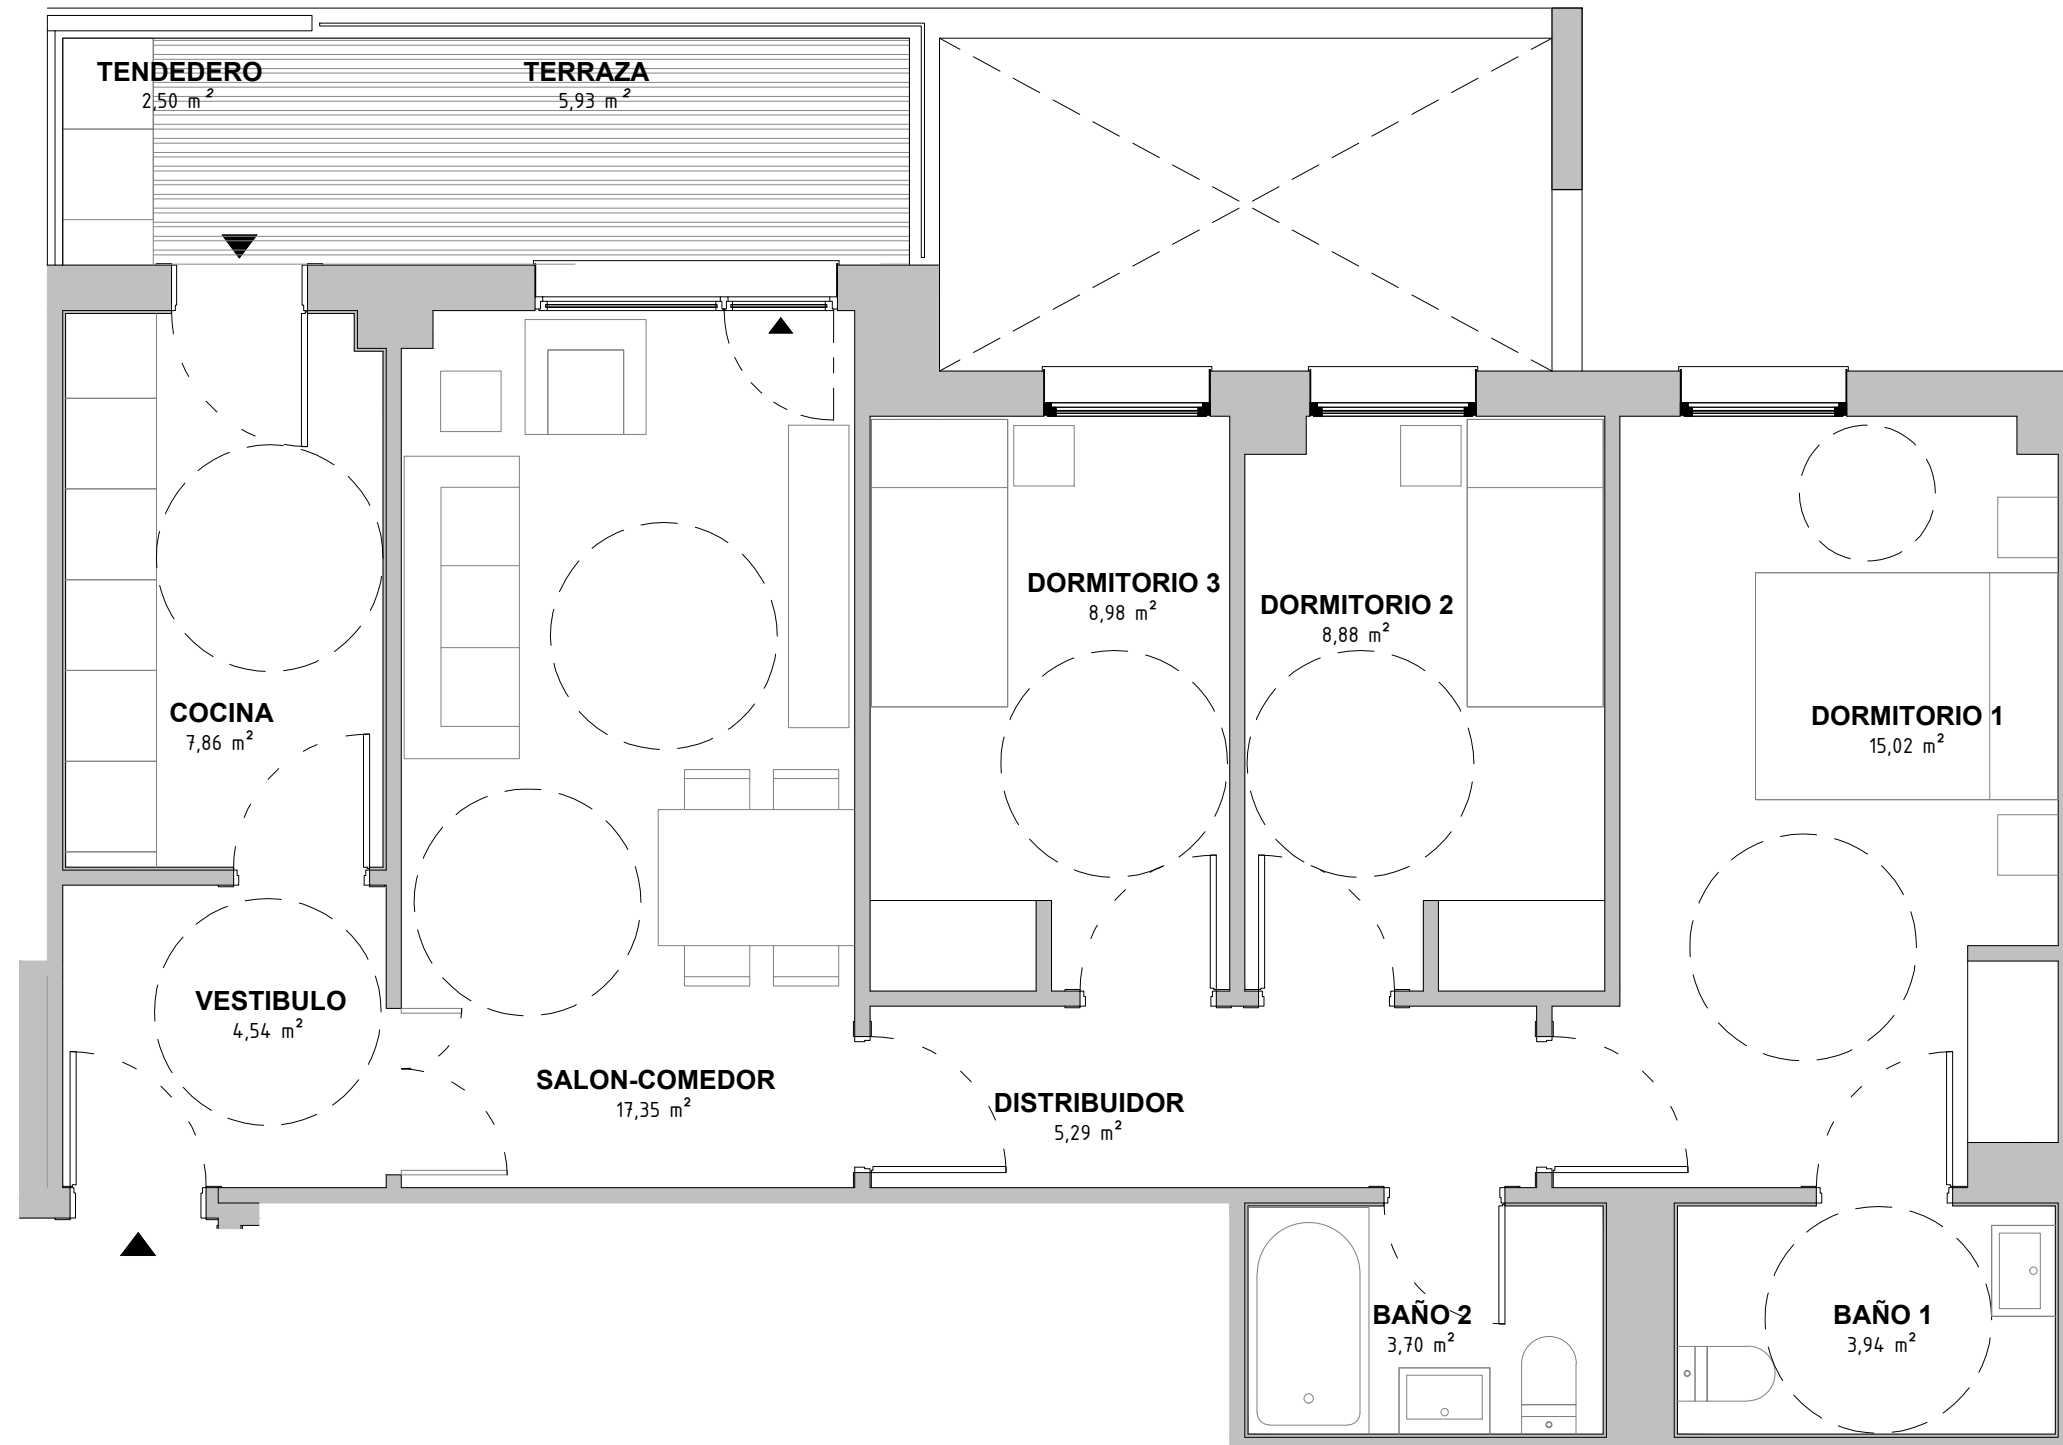 TENDEDERO
2,50 m²
TERRAZA
5,93 m²
DORMITORIO 3
8,98 m²
DORMITORIO 2
8,88 m²
COCINA
7,86 m²
DORMITORIO 1
15,02 m²
VESTIBULO
4,54 m²
SALON-COMEDOR
17,35 m²
DISTRIBUIDOR
5,29 m²
BAÑO 2
3,70 m²
BAÑO 1
3,94 m²